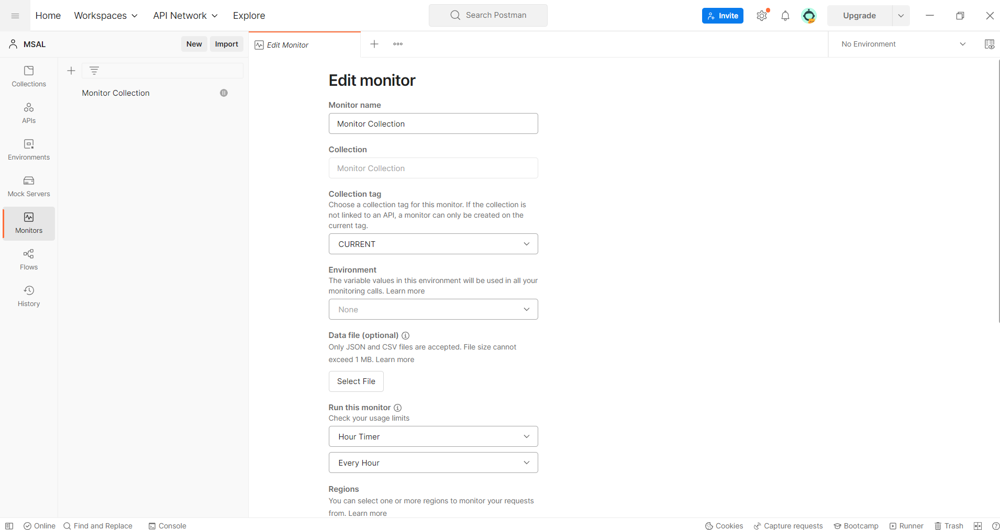 Home
Workspaces
API Network
Explore
Search Postman
Invite
Upgrade
MSAL
New
Import
Edit Monitor
No Environment
Collections
APIs
Environments
Mock Servers
Monitors
Flows
History
Monitor Collection
Edit monitor
Monitor name
Monitor Collection
Collection
Monitor Collection
Collection tag
Choose a collection tag for this monitor. If the collection is
not linked to an API, a monitor can only be created on the
current tag.
CURRENT
Environment
The variable values in this environment will be used in all your
monitoring calls. Learn more
None
Data file (optional)
Only JSON and CSV files are accepted. File size cannot
exceed 1 MB. Learn more
Select File
Run this monitor
Check your usage limits
Hour Timer
Every Hour
Regions
You can select one or more regions to monitor your requests
from. Learn more
Online
Find and Replace
Console
Cookies
Capture requests
Bootcamp
Runner
Trash